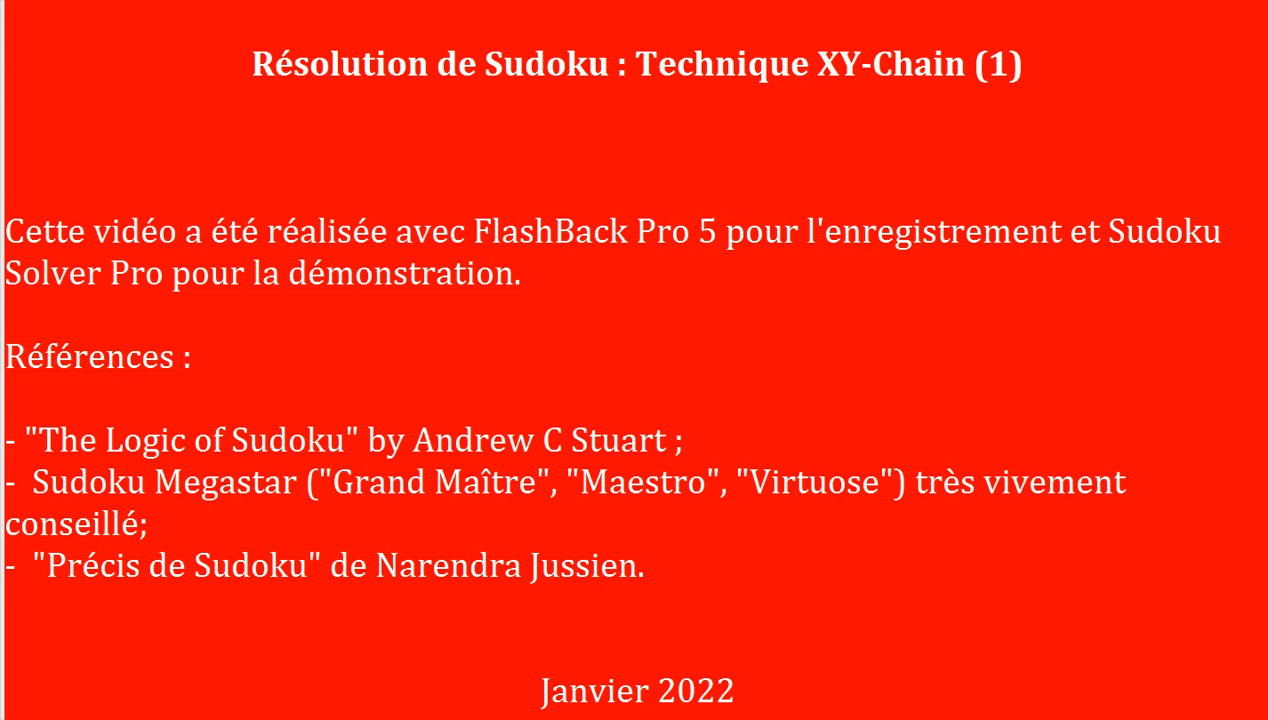 Résolution de Sudoku : Technique XY-Chain (1)
Cette vidéo a été réalisée avec FlashBack Pro 5 pour l'enregistrement et Sudoku
Solver Pro pour la démonstration.
Références :
- "The Logic of Sudoku" by Andrew C Stuart ;
-  Sudoku Megastar ("Grand Maître", "Maestro", "Virtuose") très vivement
conseillé;
-  "Précis de Sudoku" de Narendra Jussien.
Janvier 2022